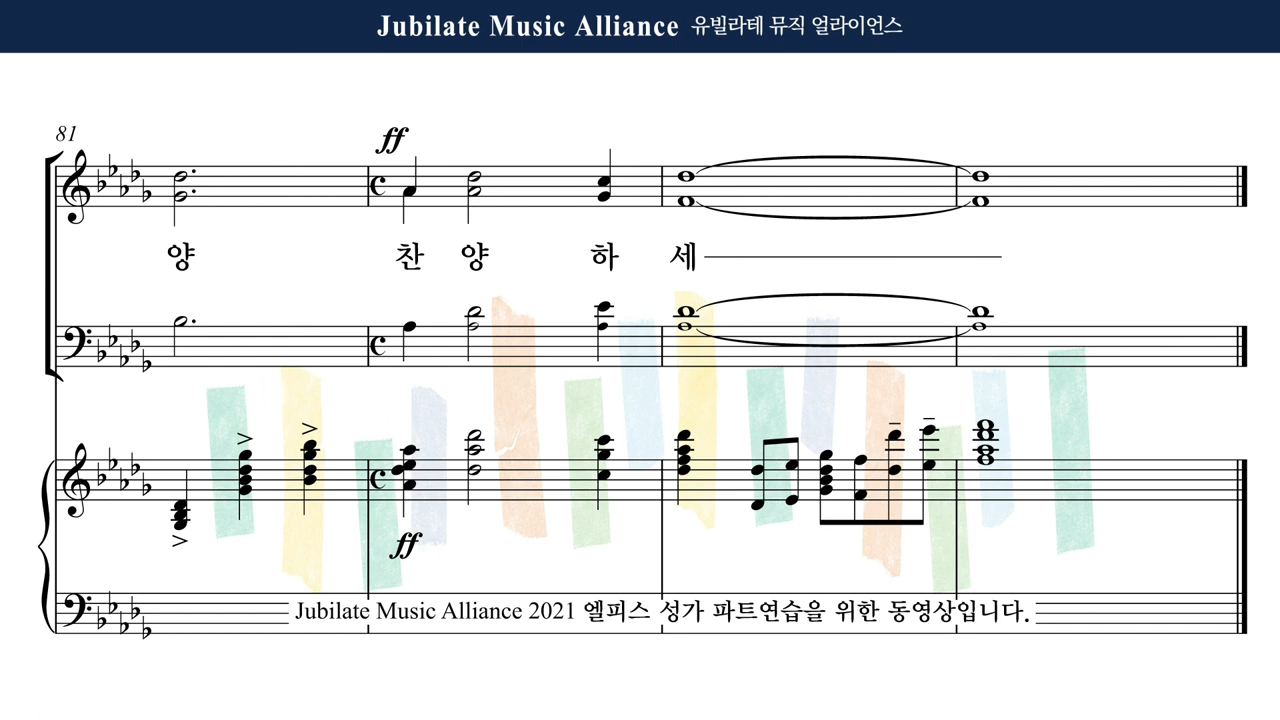 Jubilate Music Alliance 유빌라테 뮤직 얼라이언스
81
ff
양 찬 양 하 세
ff
Jubilate Music Alliance 2021 엘피스 성가 파트연습을 위한 동영상입니다.